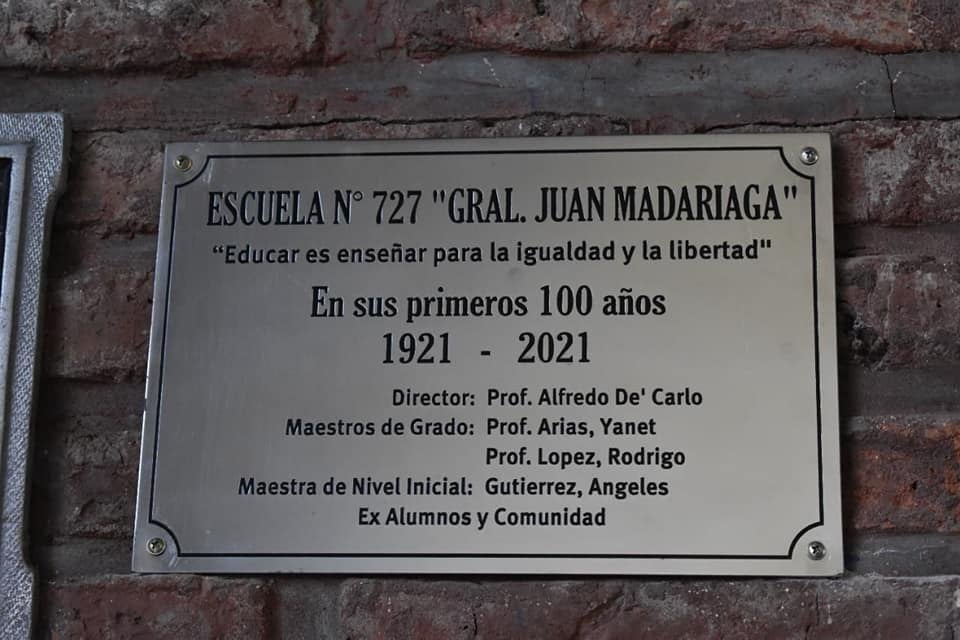 ESCUELA N° 727 "GRAL. JUAN MADARIAGA"
“Educar es enseñar para la igualdad y la libertad"
En sus primeros 100 años
1921 - 2021
Director: Prof. Alfredo De' Carlo
Maestros de Grado: Prof. Arias, Yanet
Prof. Lopez, Rodrigo
Maestra de Nivel Inicial: Gutierrez, Angeles
Ex Alumnos y Comunidad